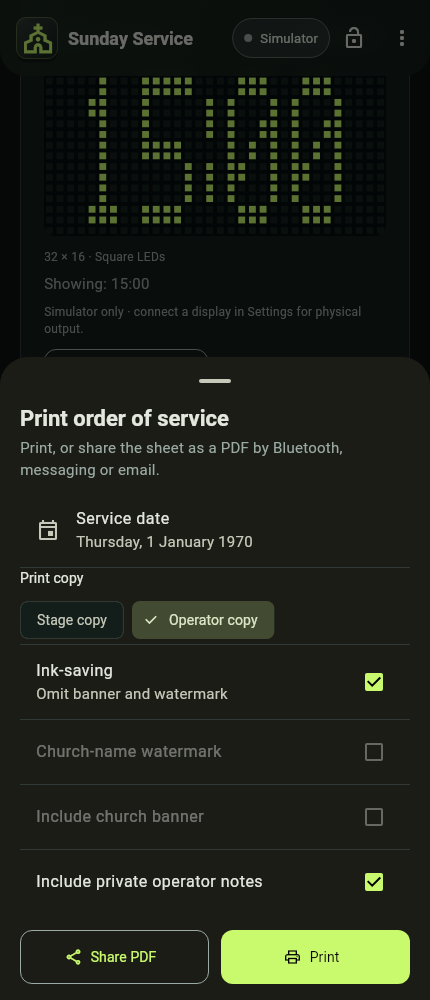 Sunday Service
Simulator
15:00
32 × 16 · Square LEDs
Showing: 15:00
Simulator only · connect a display in Settings for physical
output.
Print order of service
Print, or share the sheet as a PDF by Bluetooth,
messaging or email.
Service date
Thursday, 1 January 1970
Print copy
Stage copy
Operator copy
Ink-saving
Omit banner and watermark
Church-name watermark
Include church banner
Include private operator notes
Share PDF
Print